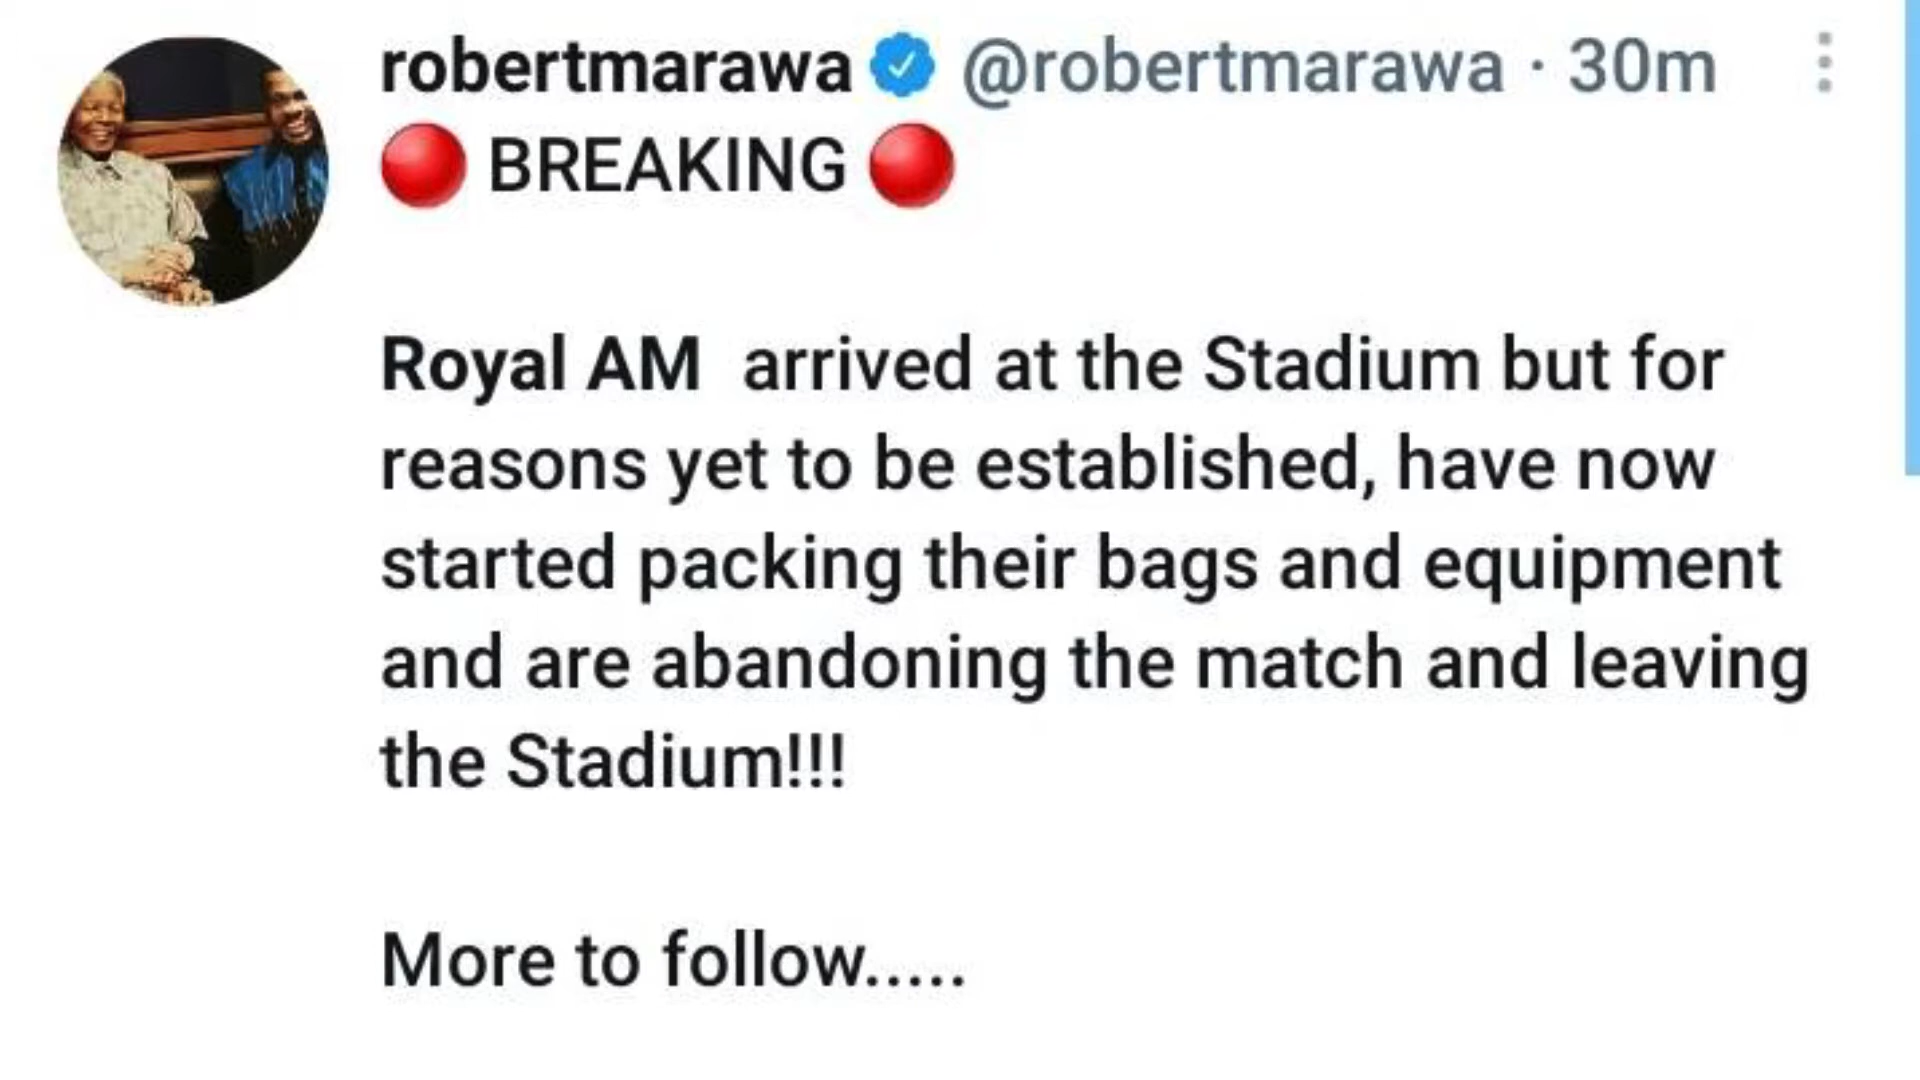 robertmarawa @robertmarawa · 30m
🔴 BREAKING 🔴
Royal AM arrived at the Stadium but for
reasons yet to be established, have now
started packing their bags and equipment
and are abandoning the match and leaving
the Stadium!!!
More to follow.....